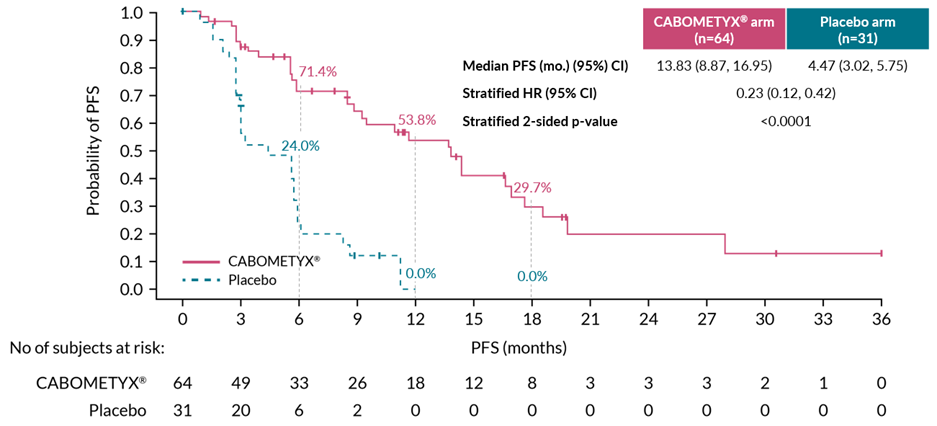 CABOMETYX® arm
(n=64)
Placebo arm
(n=31)
Median PFS (mo.) (95%) CI) 13.83 (8.87, 16.95) 4.47 (3.02, 5.75)
Stratified HR (95% CI) 0.23 (0.12, 0.42)
Stratified 2-sided p-value <0.0001
Probability of PFS
1.0
0.9
0.8
0.7
0.6
0.5
0.4
0.3
0.2
0.1
0.0
71.4%
53.8%
24.0%
29.7%
0.0%
0.0%
CABOMETYX®
Placebo
0 3 6 9 12 15 18 21 24 27 30 33 36
No of subjects at risk: PFS (months)
CABOMETYX® 64 49 33 26 18 12 8 3 3 3 2 1 0
Placebo 31 20 6 2 0 0 0 0 0 0 0 0 0